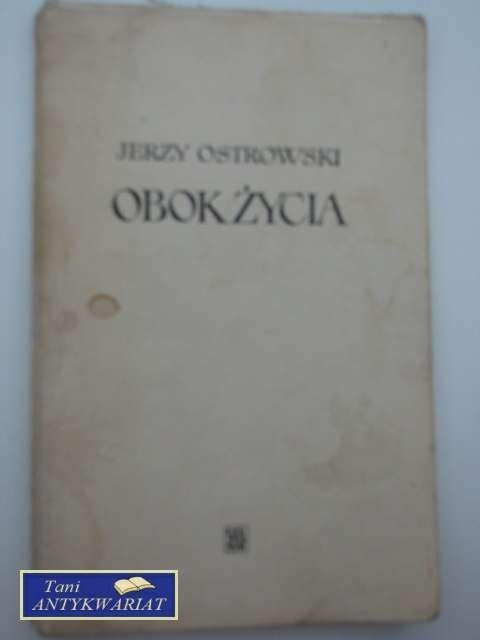 JERZY OSTROWSKI
OBOK ŻYCIA
Tani
ANTYKWARIAT